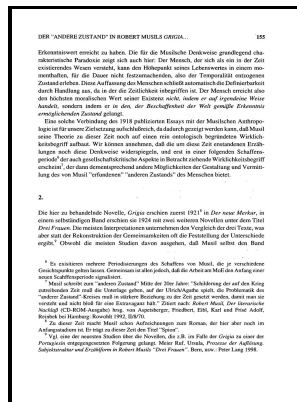 DER "ANDERE ZUSTAND" IN ROBERT MUSILS GRIGIA... 155
Erkenntniswert erreicht zu haben. Die für die Musilsche Denkweise grundlegend cha-
rakteristische Paradoxie zeigt sich auch hier: Der Mensch, der sich als ein in der Zeit
existierendes Wesen versteht, kann den Höhepunkt seines Lebenswertes in einem mo-
menthaften, für die Dauer nicht festzumachenden, also der Temporalität entzogenen
Zustand erleben. Diese Auffassung des Menschen schließt automatisch die Definierbarkeit
durch Handlung aus, da in der die Zeitlichkeit inbegriffen ist. Der Mensch erreicht also
den höchsten moralischen Wert seiner Existenz nicht, indem er auf irgendeine Weise
handelt, sondern indem er in den, der Beschaffenheit der Welt gemäße Erkenntnis
ermöglichenden Zustand gelangt.
Eine solche Verbindung des 1918 publizierten Essays mit der Musilschen Anthropo-
logie ist für unsere Zielsetzung aufschlußreich, da dadurch gezeigt werden kann, daß Musil
seine Theorie zu dieser Zeit noch auf einen rein ontologisch begründeten Wirklich-
keitsbegriff aufbaut. Wir können annehmen, daß die um diese Zeit enstandenen Erzäh-
lungen noch diese Denkweise widerspiegeln, und erst in einer folgenden Schaffens-
periode⁶ der auch gesellschaftskritische Aspekte in Betracht ziehende Wirklichkeitsbegriff
erscheint⁷, der dann dementsprechend andere Möglichkeiten der Gestaltung und Vermitt-
lung des von Musil "erfundenen" "anderen Zustands" des Menschen bietet.
2.
Die hier zu behandelnde Novelle, Grigia erschien zuerst 1921⁸ in Der neue Merkur, in
einem selbständigen Band erschien sie 1924 mit zwei weiteren Novellen unter dem Titel
Drei Frauen. Die meisten Interpretationen unternehmen den Vergleich der drei Texte, was
aber statt der Rekonstruktion der Gemeinsamkeiten oft die Feststellung der Unterschiede
ergibt.⁹ Obwohl die meisten Studien davon ausgehen, daß Musil selbst den Band
⁶ Es existieren mehrere Periodisierungen des Schaffens von Musil, die je verschiedene
Gesichtspunkte gelten lassen. Gemeinsam ist allen jedoch, daß die Arbeit am MoE den Anfang einer
neuen Schaffensperiode signalisiert.
⁷ Musil schreibt zum "anderen Zustand" Mitte der 20er Jahre: "Schilderung der auf den Krieg
zutreibenden Zeit muß die Unterlage geben, auf der Ulrich/Agathe spielt, die Problematik des
"anderen Zustand"-Kreises muß in stärkere Beziehung zu der Zeit gesetzt werden, damit man sie
versteht und nicht bloß für eine Extravaganz hält." Zitiert nach: Robert Musil, Der literarische
Nachlaß (CD-ROM-Ausgabe) hrsg. von Aspetsberger, Friedbert, Eibl, Karl und Frisé Adolf,
Reinbek bei Hamburg: Rowohlt 1992, II/8/70.
⁸ Zu dieser Zeit macht Musil schon Aufzeichnungen zum Roman, der hier aber noch im
Anfangsstadium ist. Er trägt zu dieser Zeit den Titel "Spion".
⁹ Vgl. eine der neuesten Studien über die Novellen, die z.B. im Falle der Grigia zu einer der
Portugiesin entgegengesetzten Folgerung gelangt. Meier Ruf, Ursula, Prozesse der Auflösung.
Subjektstruktur und Erzählform in Robert Musils "Drei Frauen". Bern, usw.: Peter Lang 1998.